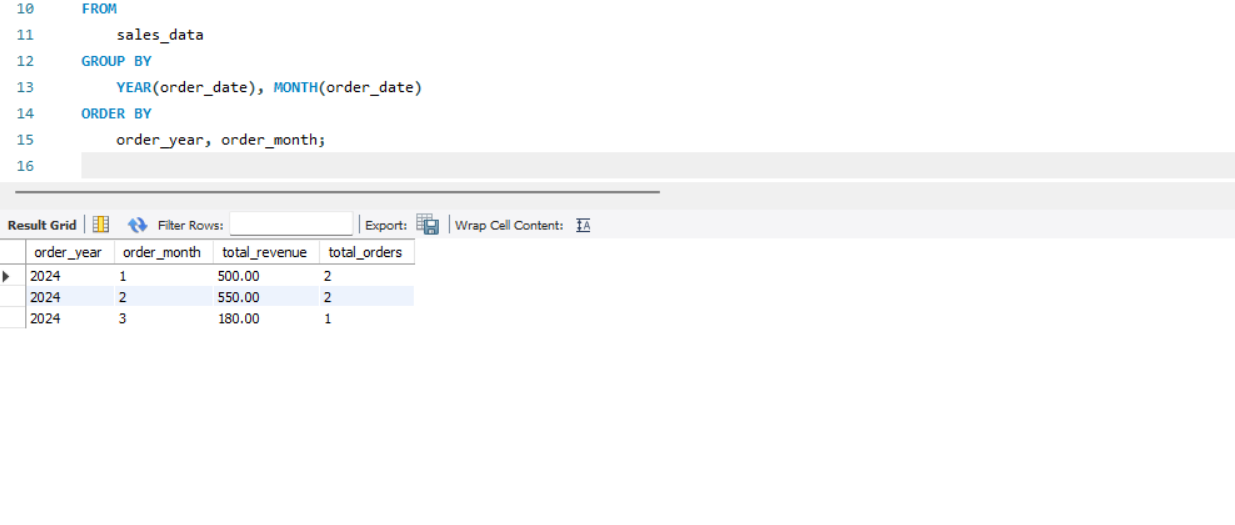 10 FROM
11 sales_data
12 GROUP BY
13 YEAR(order_date), MONTH(order_date)
14 ORDER BY
15 order_year, order_month;
16
Result Grid Filter Rows: Export: Wrap Cell Content: IA
order_year order_month total_revenue total_orders
2024 1 500.00 2
2024 2 550.00 2
2024 3 180.00 1